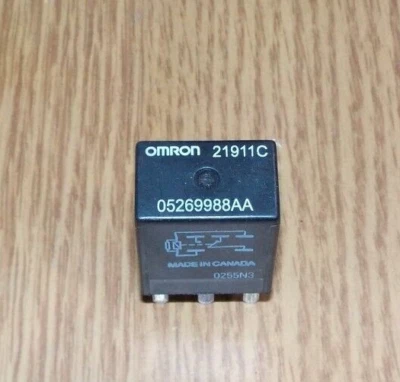 OMRON 21911C
05269988AA
MADE IN CANADA
0255N3